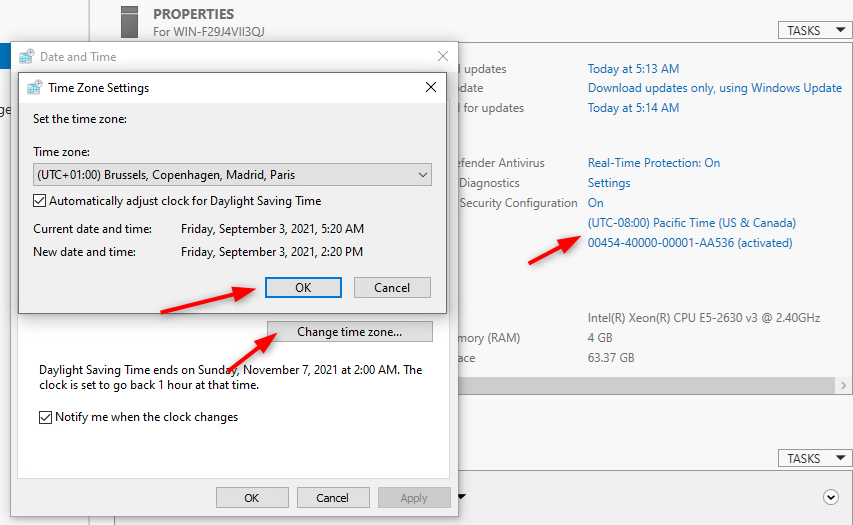 PROPERTIES
For WIN-F29J4VII3QJ
TASKS
Date and Time
Time Zone Settings
Set the time zone:
Time zone:
(UTC+01:00) Brussels, Copenhagen, Madrid, Paris
Automatically adjust clock for Daylight Saving Time
Current date and time: Friday, September 3, 2021, 5:20 AM
New date and time: Friday, September 3, 2021, 2:20 PM
OK Cancel
Change time zone...
Daylight Saving Time ends on Sunday, November 7, 2021 at 2:00 AM. The
clock is set to go back 1 hour at that time.
Notify me when the clock changes
OK Cancel Apply
updates Today at 5:13 AM
Download updates only, using Windows Update
for updates Today at 5:14 AM
Antivirus Real-Time Protection: On
Diagnostics Settings
Security Configuration On
(UTC-08:00) Pacific Time (US & Canada)
00454-40000-00001-AA536 (activated)
Intel(R) Xeon(R) CPU E5-2630 v3 @ 2.40GHz
(RAM) 4 GB
63.37 GB
TASKS